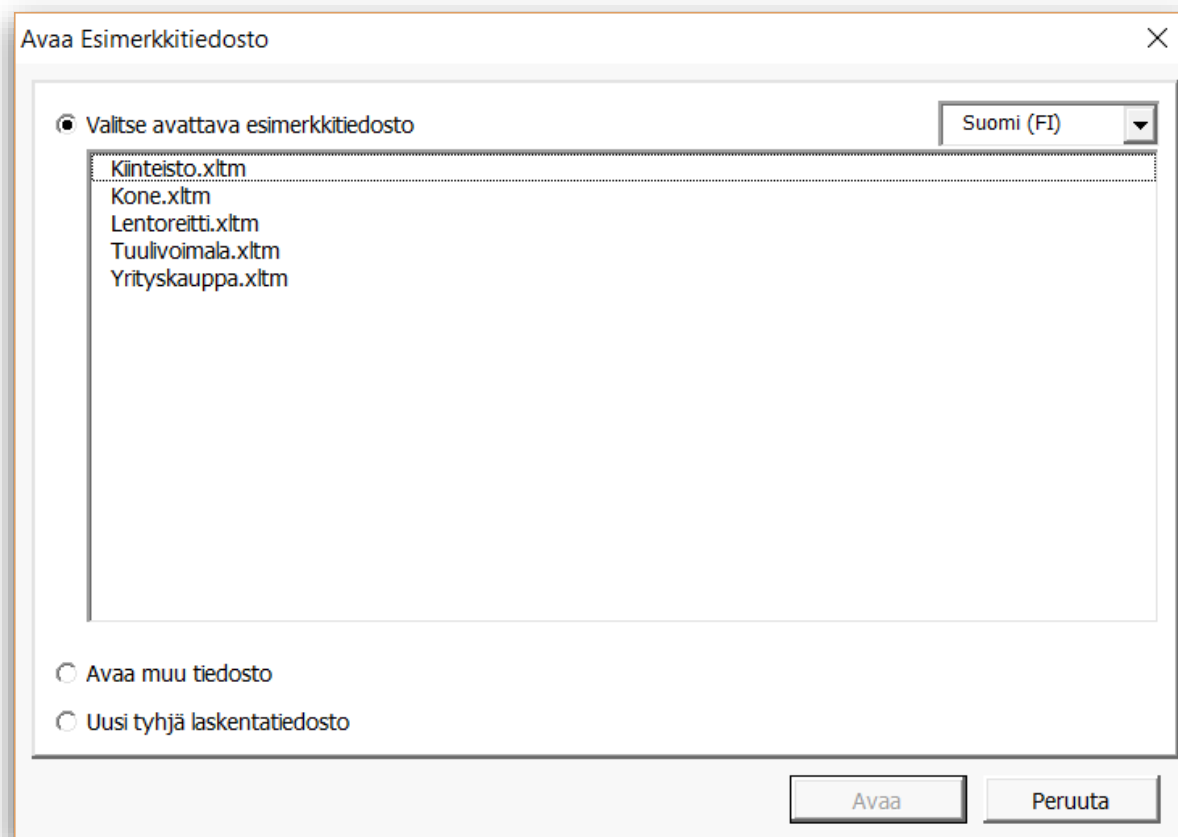 Avaa Esimerkkitiedosto
Valitse avattava esimerkkitiedosto Suomi (FI)
Kiinteisto.xltm
Kone.xltm
Lentoreitti.xltm
Tuulivoimala.xltm
Yrityskauppa.xltm
Avaa muu tiedosto
Uusi tyhjä laskentatiedosto
Avaa Peruuta